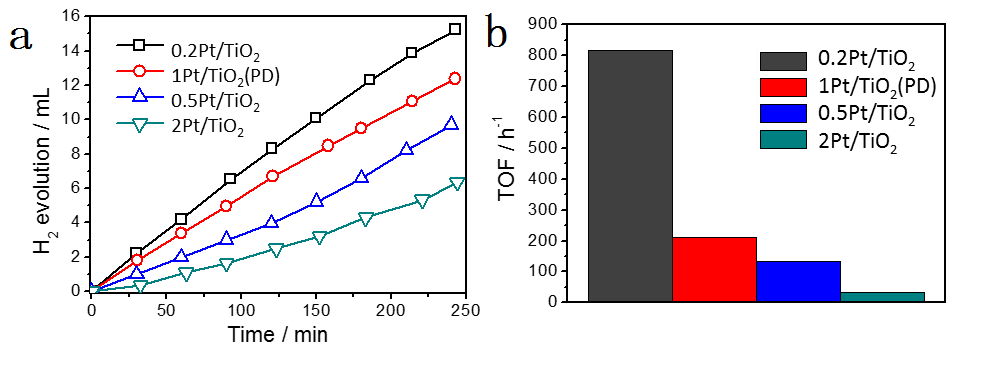 a
H2 evolution / mL
16
14
12
10
8
6
4
2
0
0.2Pt/TiO2
1Pt/TiO2(PD)
0.5Pt/TiO2
2Pt/TiO2
0
50
100
150
200
250
Time / min
b
TOF / h-1
900
800
700
600
500
400
300
200
100
0
0.2Pt/TiO2
1Pt/TiO2(PD)
0.5Pt/TiO2
2Pt/TiO2